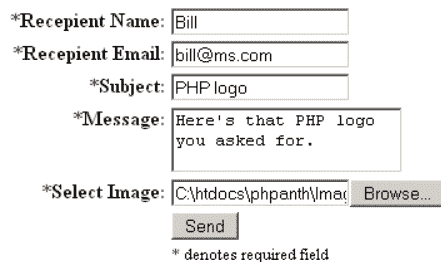 *Recepient Name: Bill
*Recepient Email: bill@ms.com
*Subject: PHP logo
*Message: Here's that PHP logo
you asked for.
*Select Image: C:\htdocs\phpanth\Imag Browse...
Send
* denotes required field